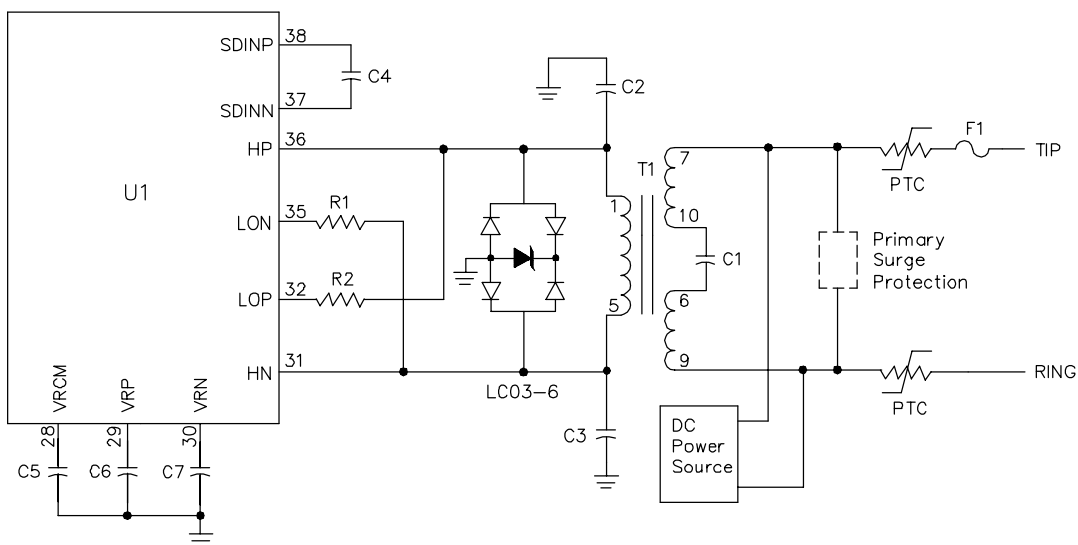 SDINP 38
C4
SDINN 37
C2
HP 36
F1
TIP
PTC
T1
7
U1
1
10
LON 35 R1
C1
Primary
Surge
Protection
LOP 32 R2
5
6
HN 31
9
RING
LC03-6
PTC
VRCM
VRP
VRN
28
29
30
C3
DC
Power
Source
C5
C6
C7